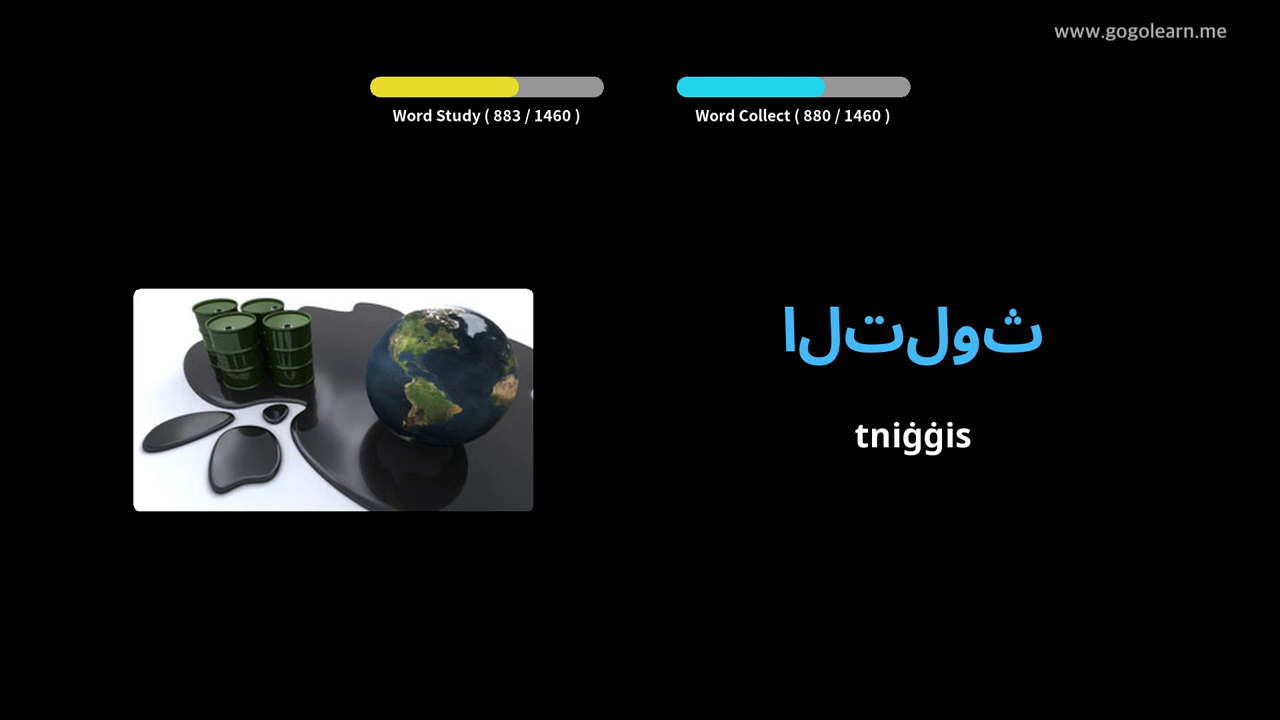 www.gogolearn.me
Word Study ( 883 / 1460 )
Word Collect ( 880 / 1460 )
التلوث
tniġġis